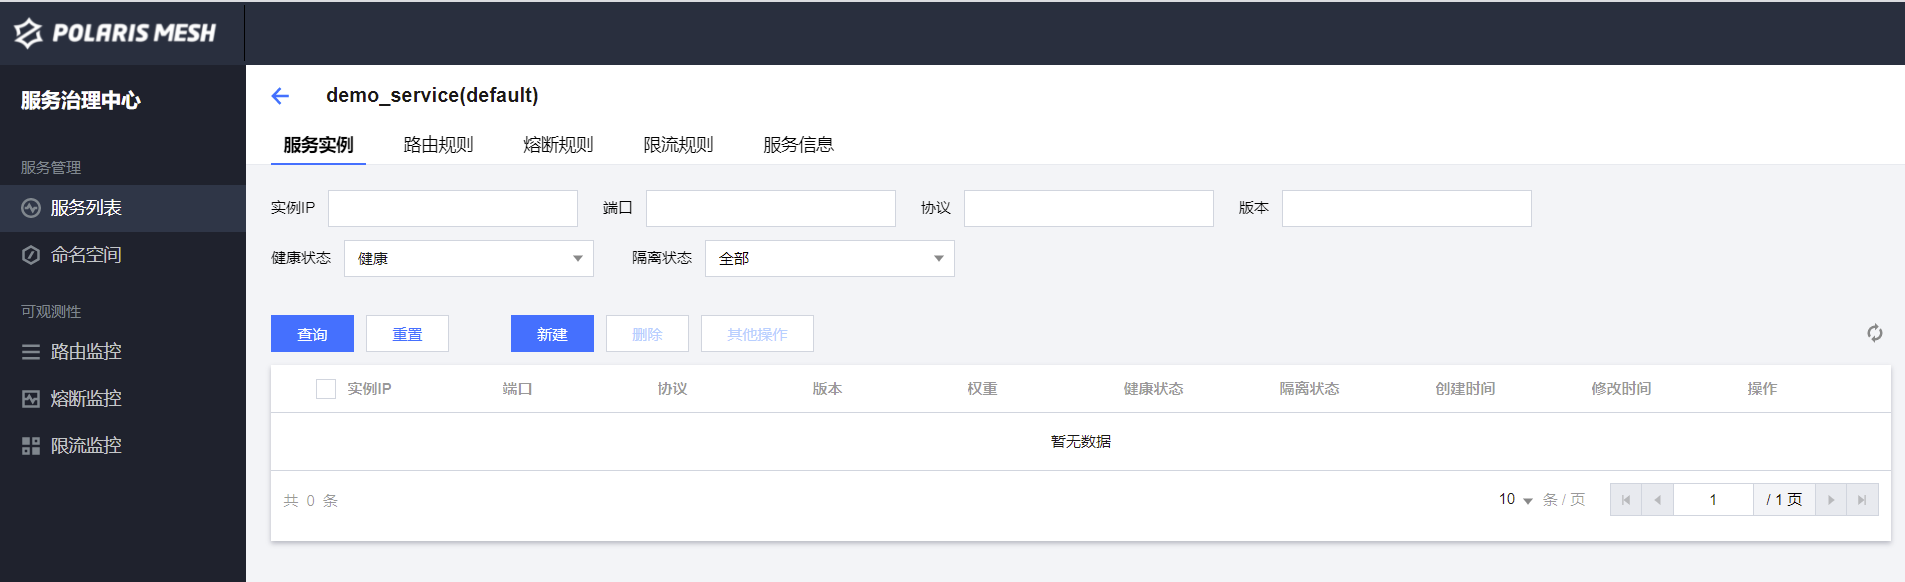 POLARIS MESH
服务治理中心
服务管理
服务列表
命名空间
可观测性
路由监控
熔断监控
限流监控
demo_service(default)
服务实例 路由规则 熔断规则 限流规则 服务信息
实例IP 端口 协议 版本
健康状态 健康 隔离状态 全部
查询 重置 新建 删除 其他操作
实例IP 端口 协议 版本 权重 健康状态 隔离状态 创建时间 修改时间 操作
暂无数据
共 0 条 10 条 / 页 1 / 1 页